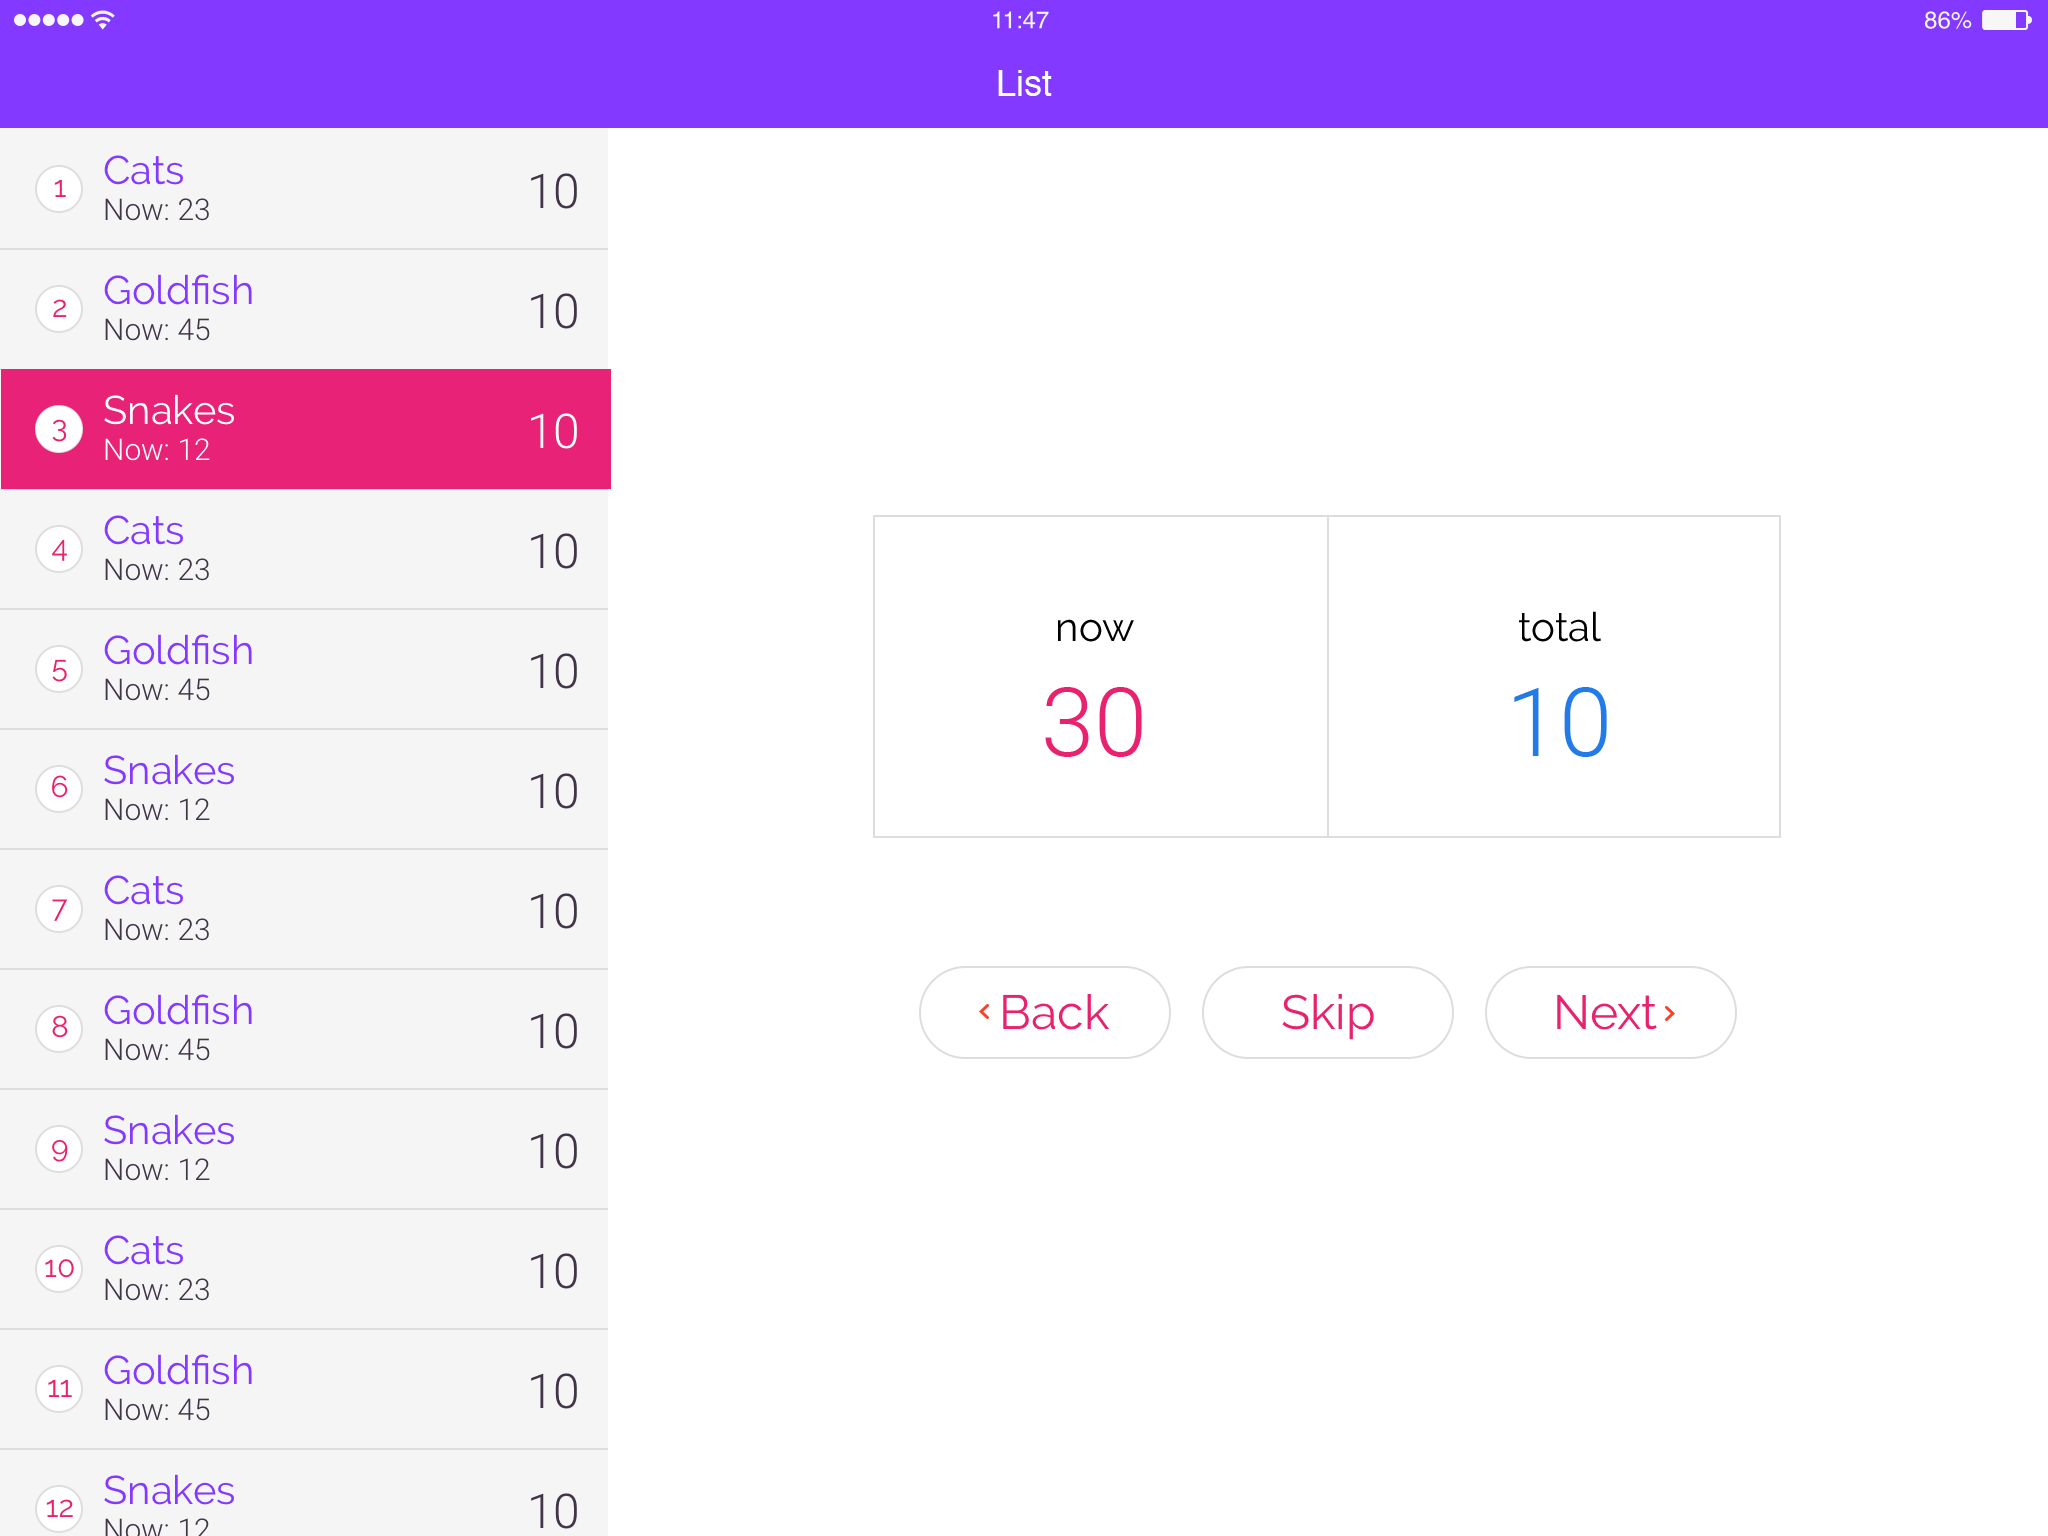 11:47
86%
List
1 Cats 10
Now: 23
2 Goldfish 10
Now: 45
3 Snakes 10
Now: 12
4 Cats 10
Now: 23
5 Goldfish 10
Now: 45
6 Snakes 10
Now: 12
7 Cats 10
Now: 23
8 Goldfish 10
Now: 45
9 Snakes 10
Now: 12
10 Cats 10
Now: 23
11 Goldfish 10
Now: 45
12 Snakes 10
Now: 12
now
30
total
10
‹ Back
Skip
Next ›